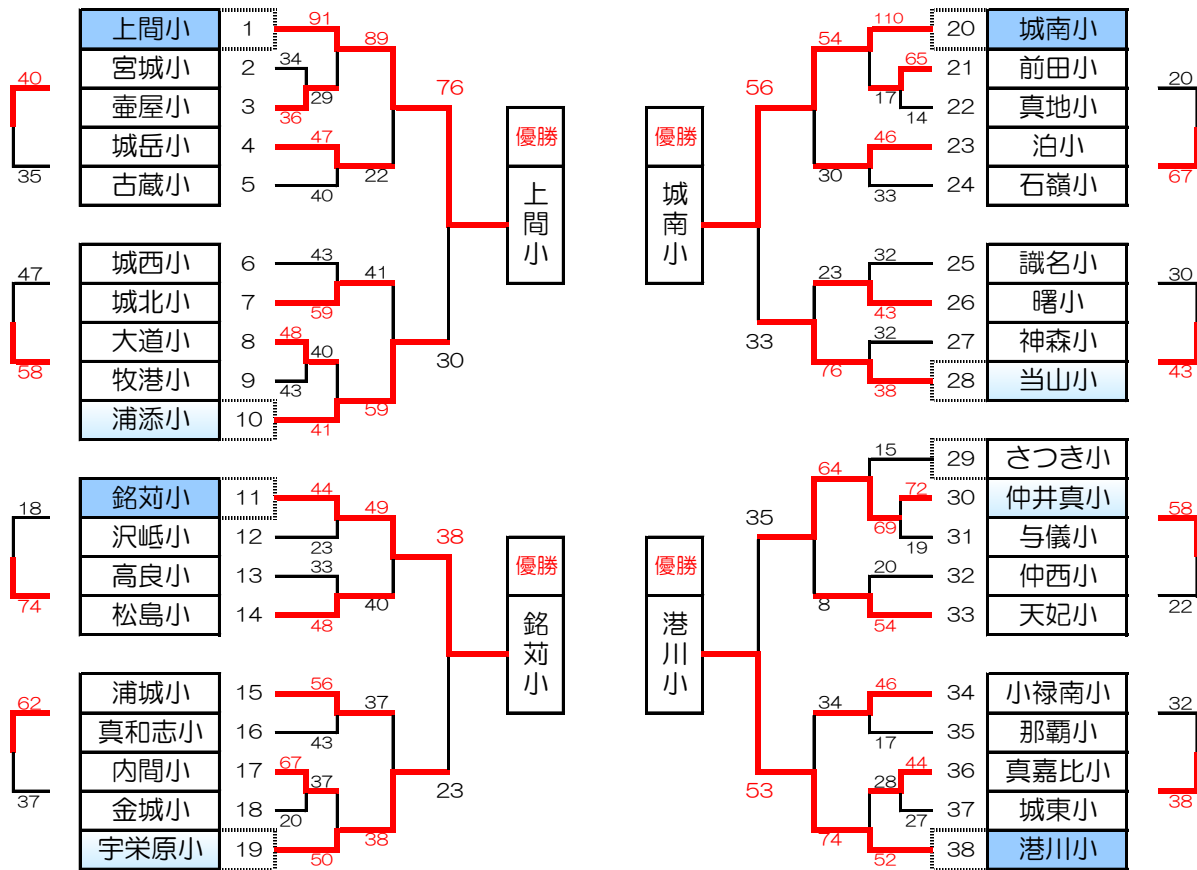 上間小 1 91
宮城小 2 34
壷屋小 3 36
城岳小 4 47
古蔵小 5 40
29
89
22
76
40
35
城西小 6 43
城北小 7 59
大道小 8 48
牧港小 9 43
浦添小 10 41
40
41
59
30
47
58
優勝
上間小
銘苅小 11 44
沢岻小 12 23
高良小 13 33
松島小 14 48
49
40
38
18
74
浦城小 15 56
真和志小 16 43
内間小 17 67
金城小 18 20
宇栄原小 19 50
37
37
38
23
62
37
優勝
銘苅小
110 20 城南小
65 21 前田小
14 22 真地小
46 23 泊小
33 24 石嶺小
17
54
30
56
20
67
32 25 識名小
43 26 曙小
32 27 神森小
38 28 当山小
23
76
33
30
43
優勝
城南小
15 29 さつき小
72 30 仲井真小
19 31 与儀小
20 32 仲西小
54 33 天妃小
69
64
8
35
58
22
46 34 小禄南小
17 35 那覇小
44 36 真嘉比小
27 37 城東小
52 38 港川小
28
34
74
53
32
38
優勝
港川小